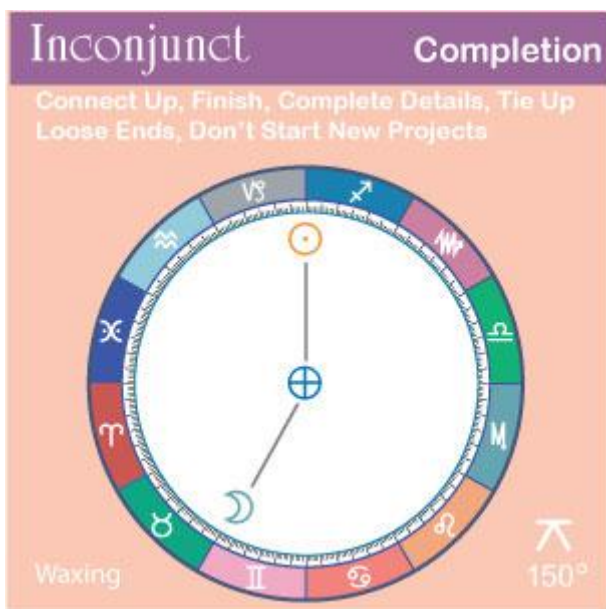 Inconjunct Completion
Connect Up, Finish, Complete Details, Tie Up
Loose Ends, Don't Start New Projects
Waxing
150°